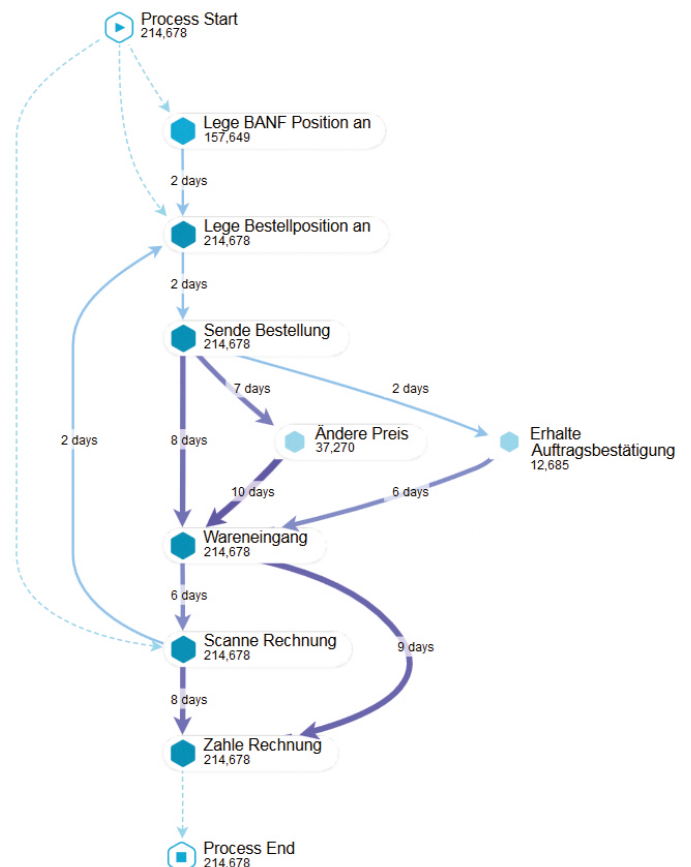 Process Start
214,678
Lege BANF Position an
157,649
2 days
Lege Bestellposition an
214,678
2 days
Sende Bestellung
214,678
7 days
2 days
8 days
2 days
Ändere Preis
37,270
Erhalte
Auftragsbestätigung
12,685
10 days
6 days
Wareneingang
214,678
6 days
Scanne Rechnung
214,678
9 days
8 days
Zahle Rechnung
214,678
Process End
214,678